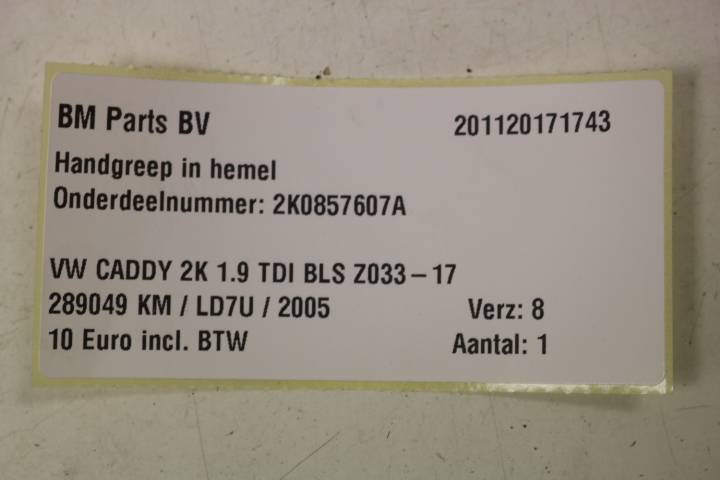 BM Parts BV 201120171743
Handgreep in hemel
Onderdeelnummer: 2K0857607A
VW CADDY 2K 1.9 TDI BLS Z033-17
289049 KM / LD7U / 2005 Verz: 8
10 Euro incl. BTW Aantal: 1